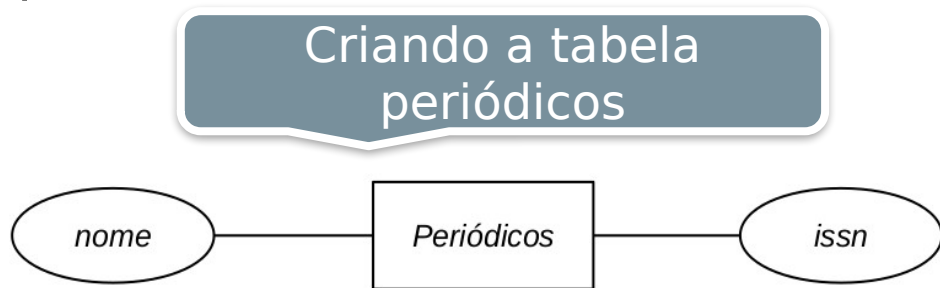 Criando a tabela
periódicos
nome
Periódicos
issn